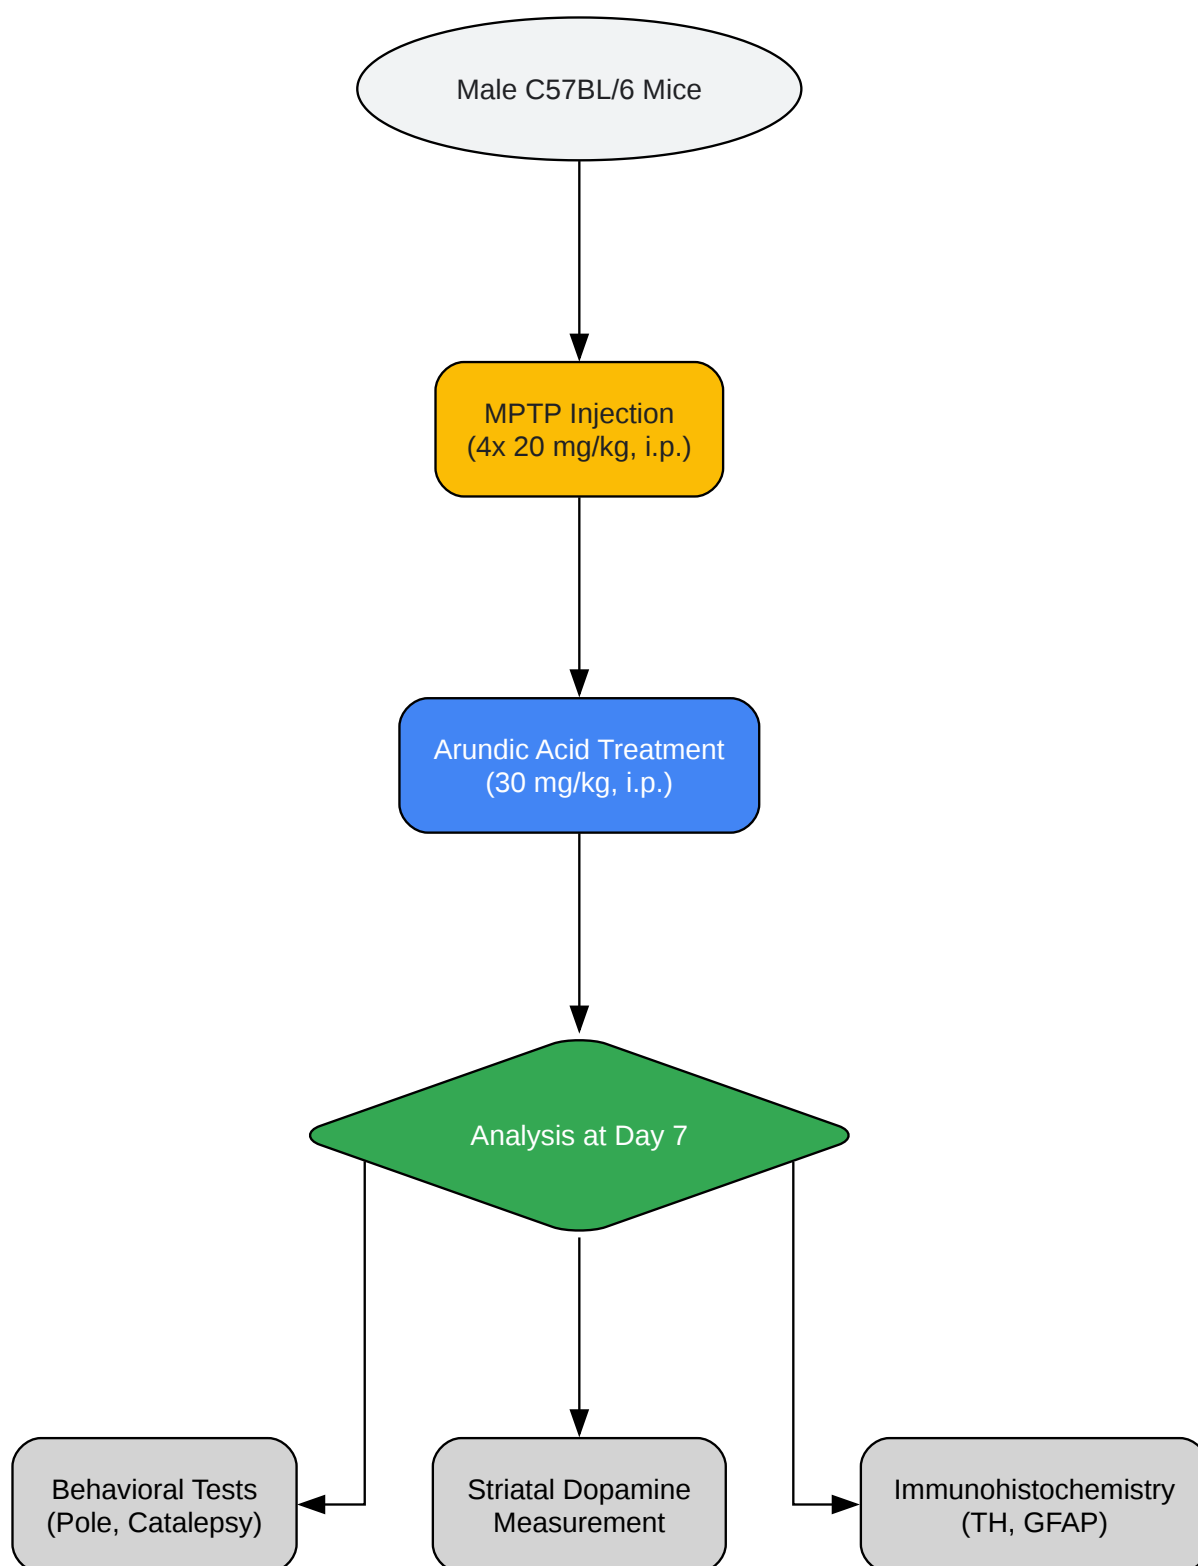 Male C57BL/6 Mice
MPTP Injection
(4x 20 mg/kg, i.p.)
Arundic Acid Treatment
(30 mg/kg, i.p.)
Analysis at Day 7
Behavioral Tests
(Pole, Catalepsy)
Striatal Dopamine
Measurement
Immunohistochemistry
(TH, GFAP)